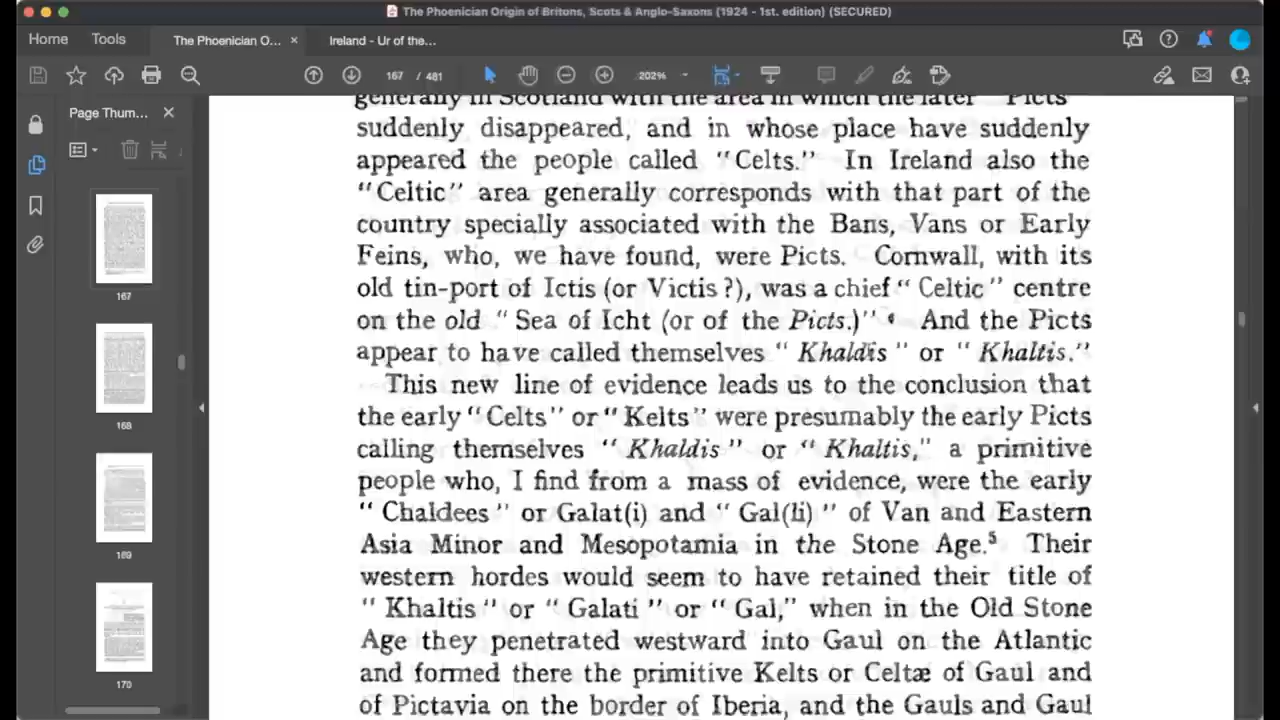 The Phoenician Origin of Britons, Scots & Anglo-Saxons (1924 - 1st. edition) (SECURED)
Home
Tools
The Phoenician O...
Ireland - Ur of the...
167 / 481
202%
Page Thum...
167
168
169
170
generally in Scotland with the area in which the later "Picts"
suddenly disappeared, and in whose place have suddenly
appeared the people called "Celts." In Ireland also the
"Celtic" area generally corresponds with that part of the
country specially associated with the Bans, Vans or Early
Feins, who, we have found, were Picts. Cornwall, with its
old tin-port of Ictis (or Victis ?), was a chief "Celtic" centre
on the old "Sea of Icht (or of the Picts.)" ⁴ And the Picts
appear to have called themselves "Khaldis" or "Khaltis."
This new line of evidence leads us to the conclusion that
the early "Celts" or "Kelts" were presumably the early Picts
calling themselves "Khaldis" or "Khaltis," a primitive
people who, I find from a mass of evidence, were the early
"Chaldees" or Galat(i) and "Gal(li)" of Van and Eastern
Asia Minor and Mesopotamia in the Stone Age.⁵ Their
western hordes would seem to have retained their title of
"Khaltis" or "Galati" or "Gal," when in the Old Stone
Age they penetrated westward into Gaul on the Atlantic
and formed there the primitive Kelts or Celtæ of Gaul and
of Pictavia on the border of Iberia, and the Gauls and Gaul